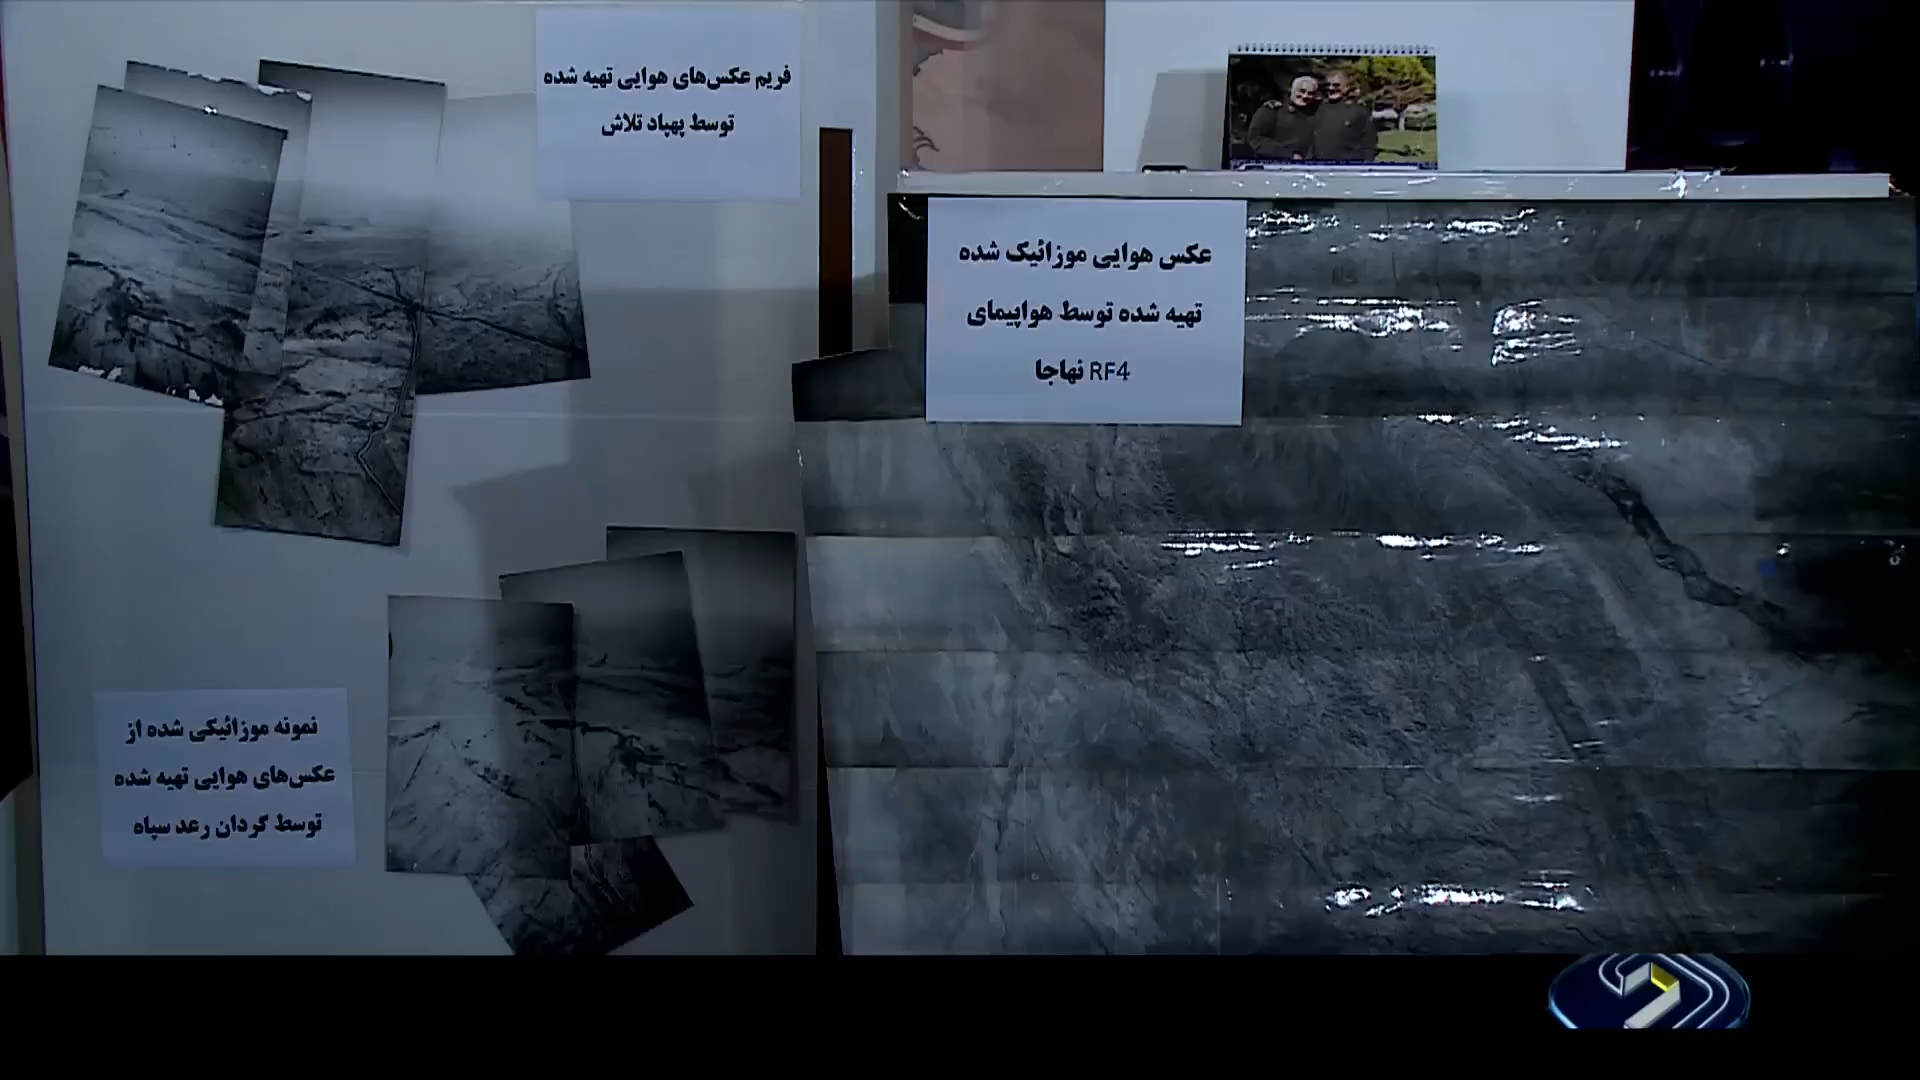 فریم عکس‌های هوایی تهیه شده
توسط پهپاد تلاش
عکس هوایی موزائیک شده
تهیه شده توسط هواپیمای
RF4 نهاجا
نمونه موزائیکی شده از
عکس‌های هوایی تهیه شده
توسط گردان رعد سپاه